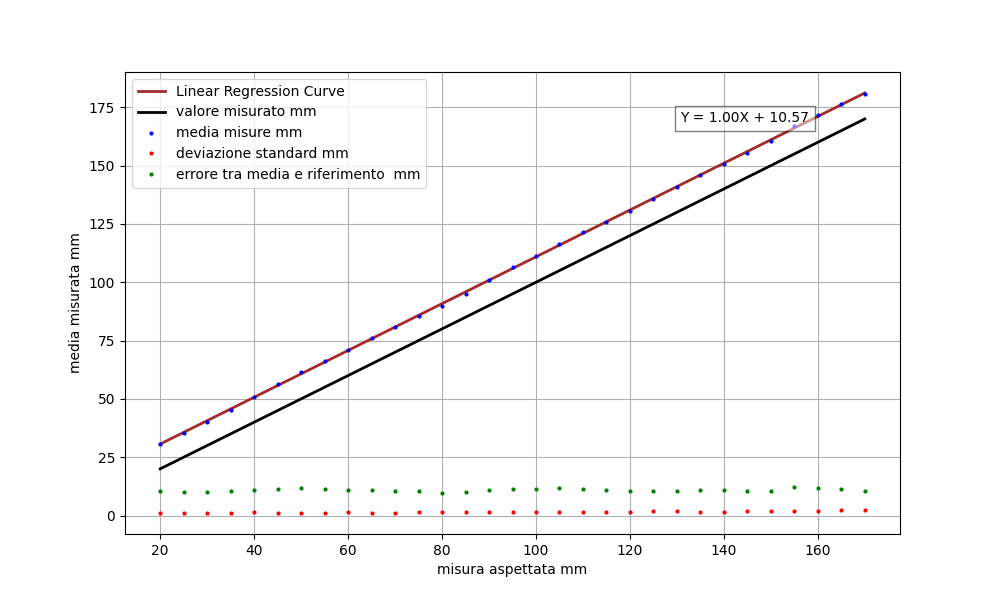 Linear Regression Curve
valore misurato mm
media misure mm
deviazione standard mm
errore tra media e riferimento  mm
Y = 1.00X + 10.57
175
150
125
100
75
50
25
0
media misurata mm
20 40 60 80 100 120 140 160
misura aspettata mm